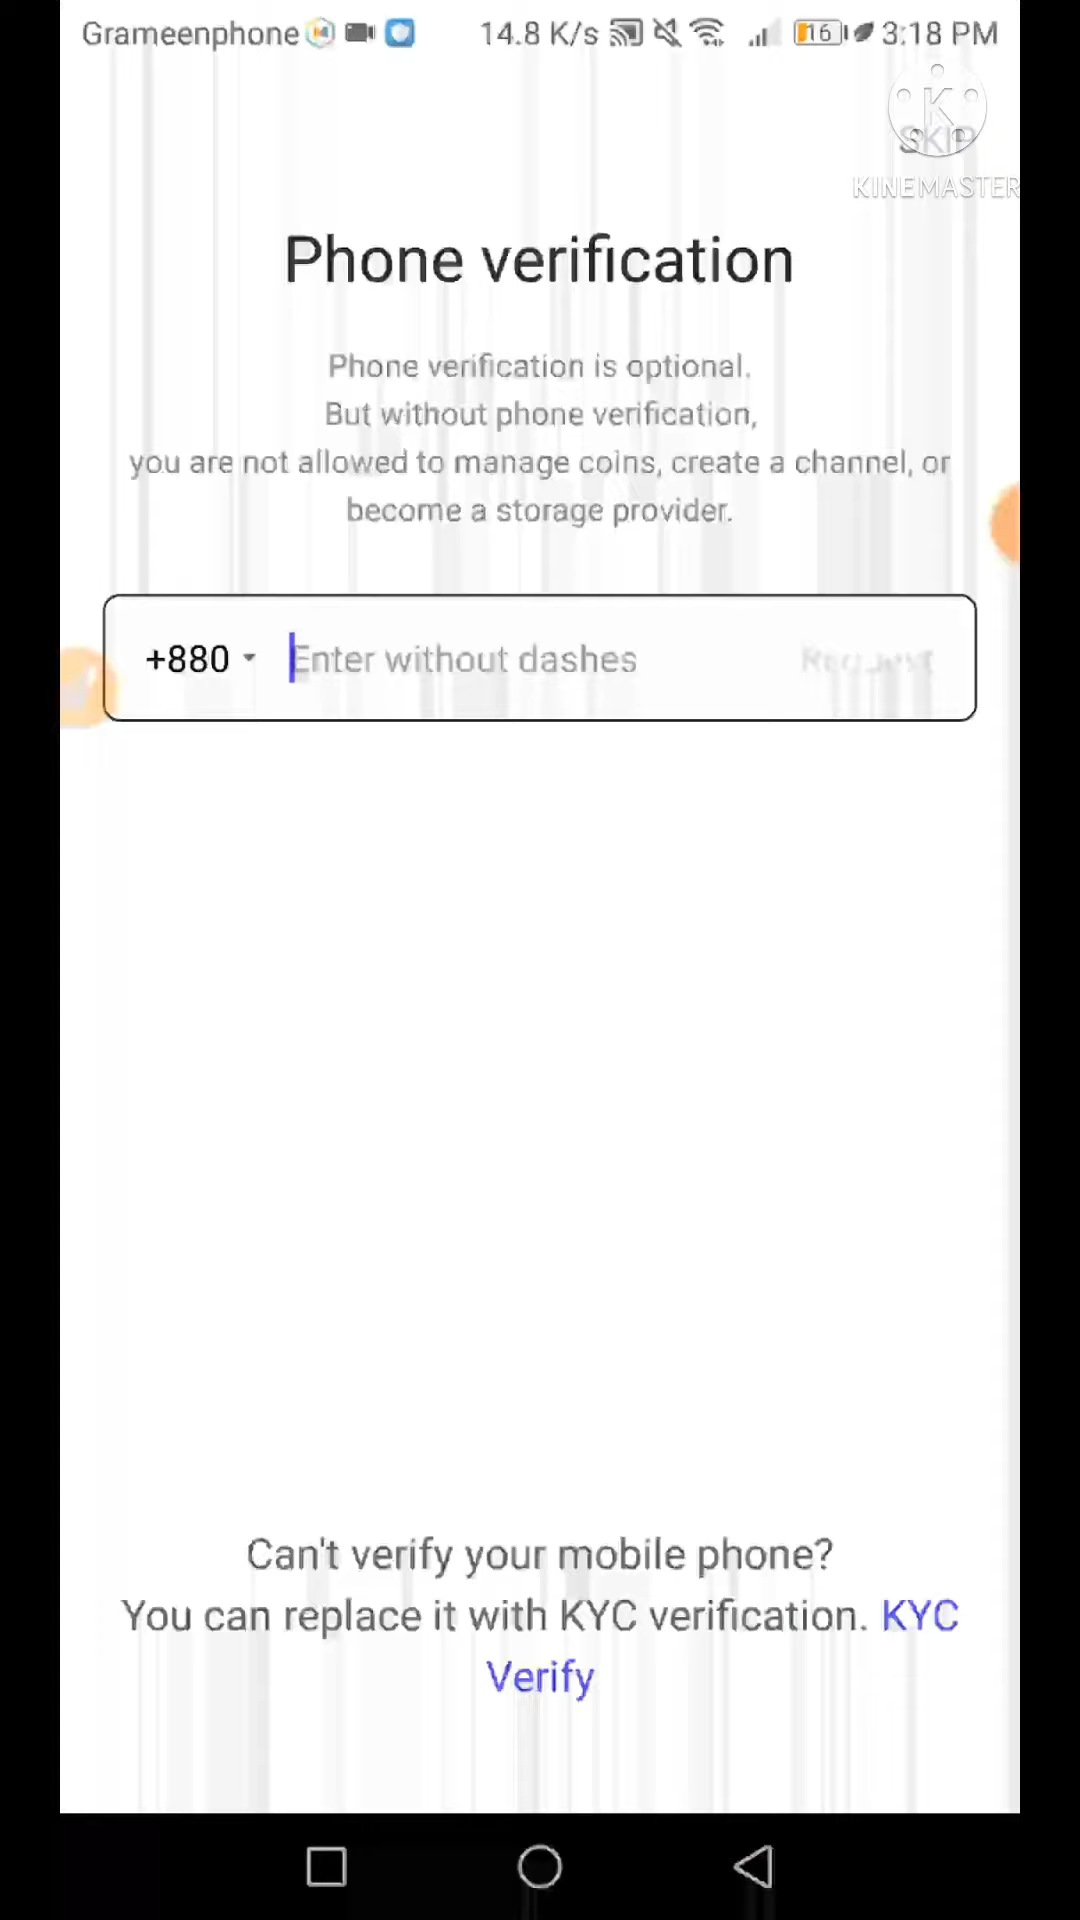 Grameenphone 14.8 K/s 16 3:18 PM
SKIP
KINEMASTER
Phone verification
Phone verification is optional.
But without phone verification,
you are not allowed to manage coins, create a channel, or
become a storage provider.
+880 Enter without dashes Request
Can't verify your mobile phone?
You can replace it with KYC verification. KYC
Verify